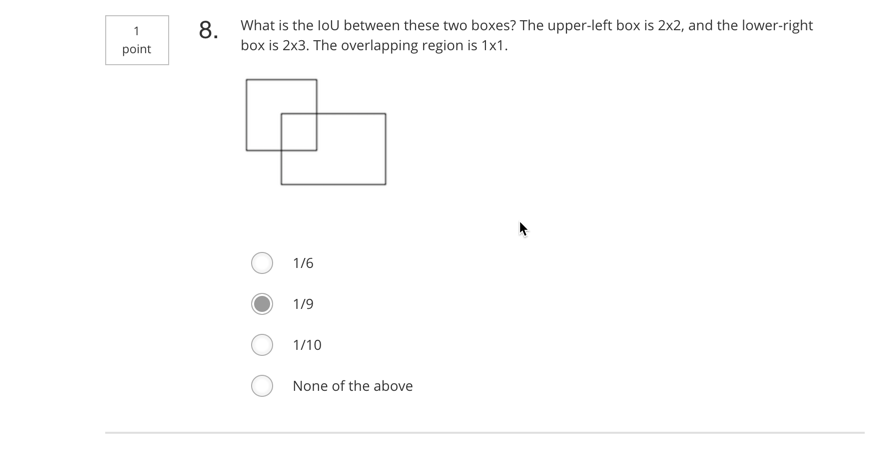 1
point
8.
What is the IoU between these two boxes? The upper-left box is 2x2, and the lower-right
box is 2x3. The overlapping region is 1x1.
1/6
1/9
1/10
None of the above